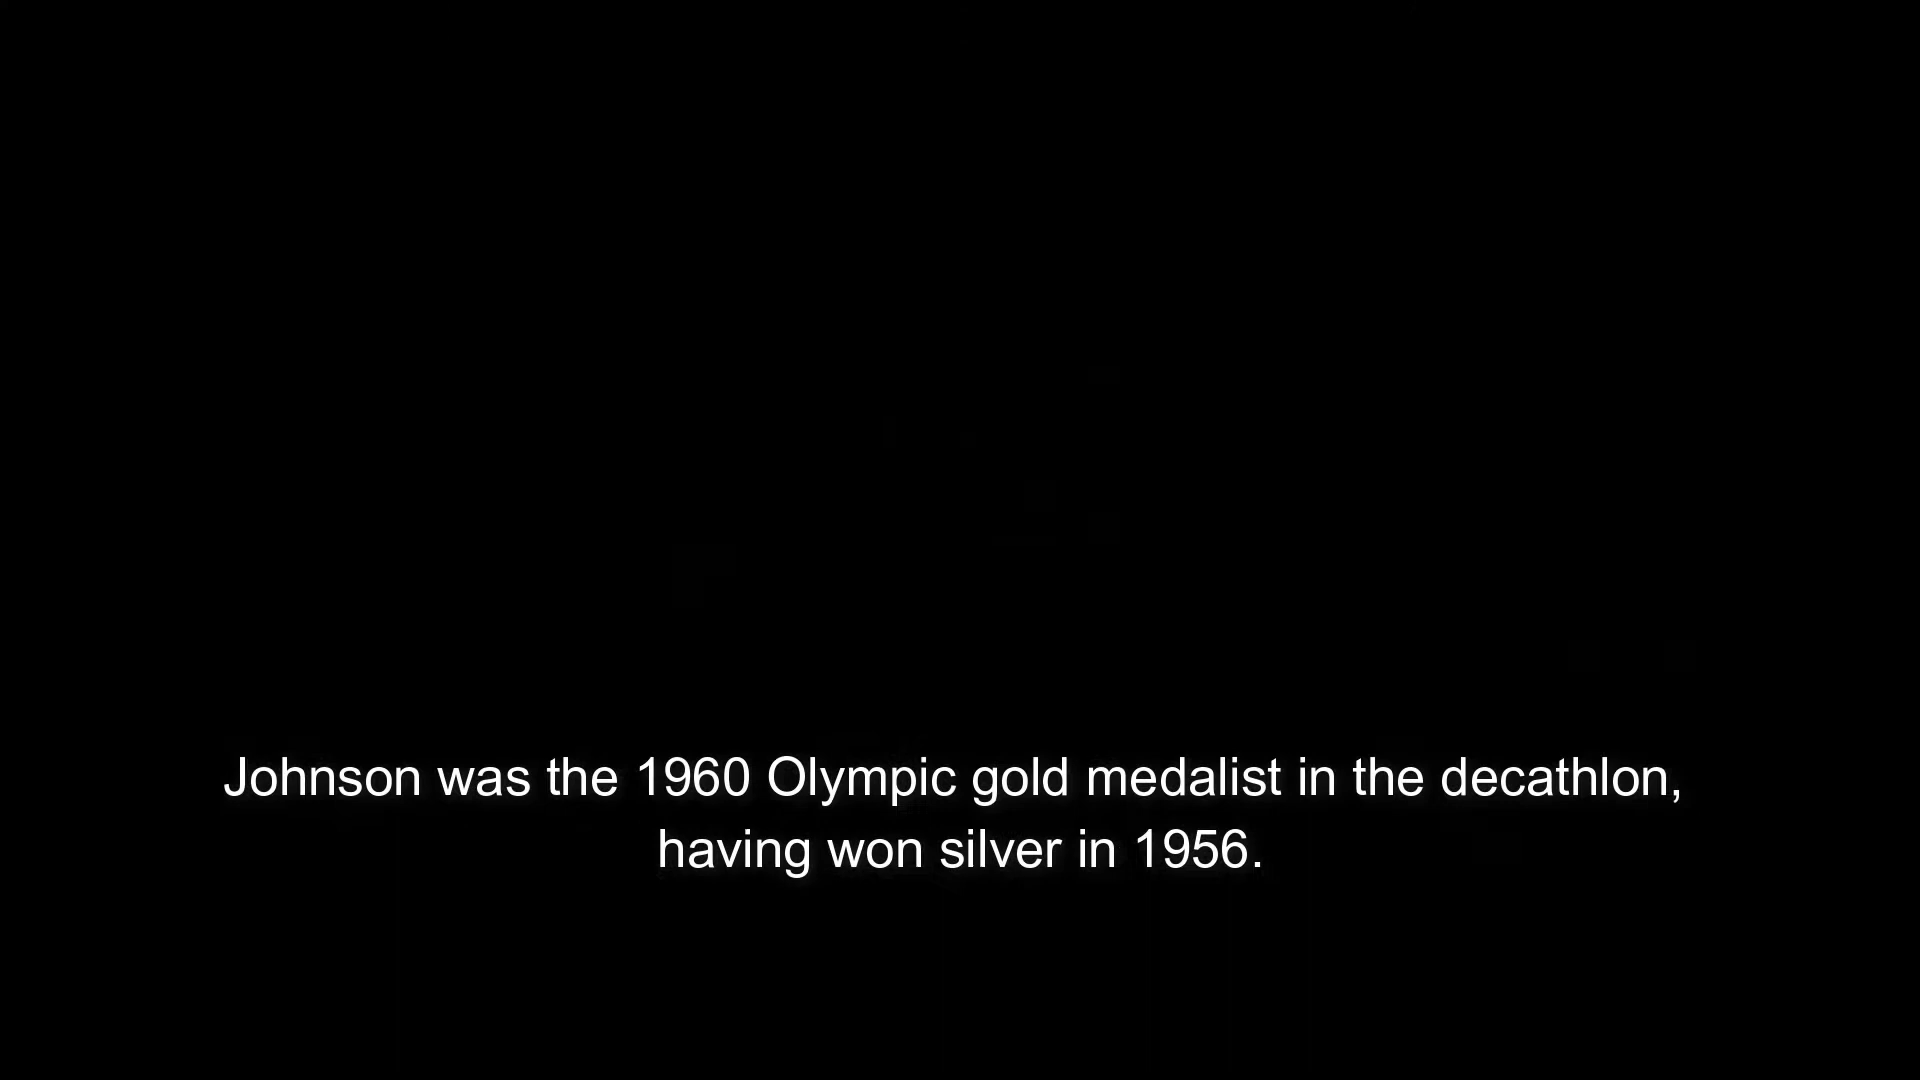 Johnson was the 1960 Olympic gold medalist in the decathlon,
having won silver in 1956.